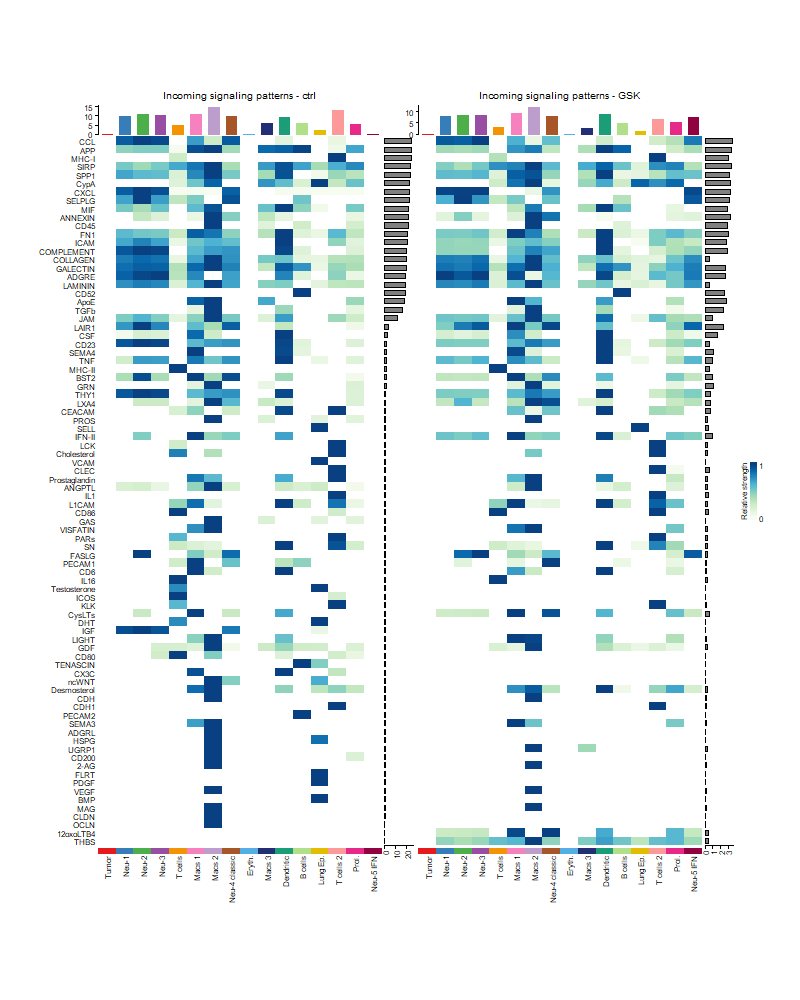 Incoming signaling patterns - ctrl
Incoming signaling patterns - GSK
15
10
5
0
10
5
0
CCL
APP
MHC-I
SIRP
SPP1
CypA
CXCL
SELPLG
MIF
ANNEXIN
CD45
FN1
ICAM
COMPLEMENT
COLLAGEN
GALECTIN
ADGRE
LAMININ
CD52
ApoE
TGFb
JAM
LAIR1
CSF
CD23
SEMA4
TNF
MHC-II
BST2
GRN
THY1
LXA4
CEACAM
PROS
SELL
IFN-II
LCK
Cholesterol
VCAM
CLEC
Prostaglandin
ANGPTL
IL1
L1CAM
CD86
GAS
VISFATIN
PARs
SN
FASLG
PECAM1
CD6
IL16
Testosterone
ICOS
KLK
CysLTs
DHT
IGF
LIGHT
GDF
CD80
TENASCIN
CX3C
ncWNT
Desmosterol
CDH
CDH1
PECAM2
SEMA3
ADGRL
HSPG
UGRP1
CD200
2-AG
FLRT
PDGF
VEGF
BMP
MAG
CLDN
OCLN
12oxoLTB4
THBS
Tumor
Neu-1
Neu-2
Neu-3
T cells
Macs 1
Macs 2
Neu-4 classic
Eryth.
Macs 3
Dendritic
B cells
Lung Ep.
T cells 2
Prol.
Neu-5 IFN
0
10
20
Tumor
Neu-1
Neu-2
Neu-3
T cells
Macs 1
Macs 2
Neu-4 classic
Eryth.
Macs 3
Dendritic
B cells
Lung Ep.
T cells 2
Prol.
Neu-5 IFN
0
1
2
3
Relative strength
1
0